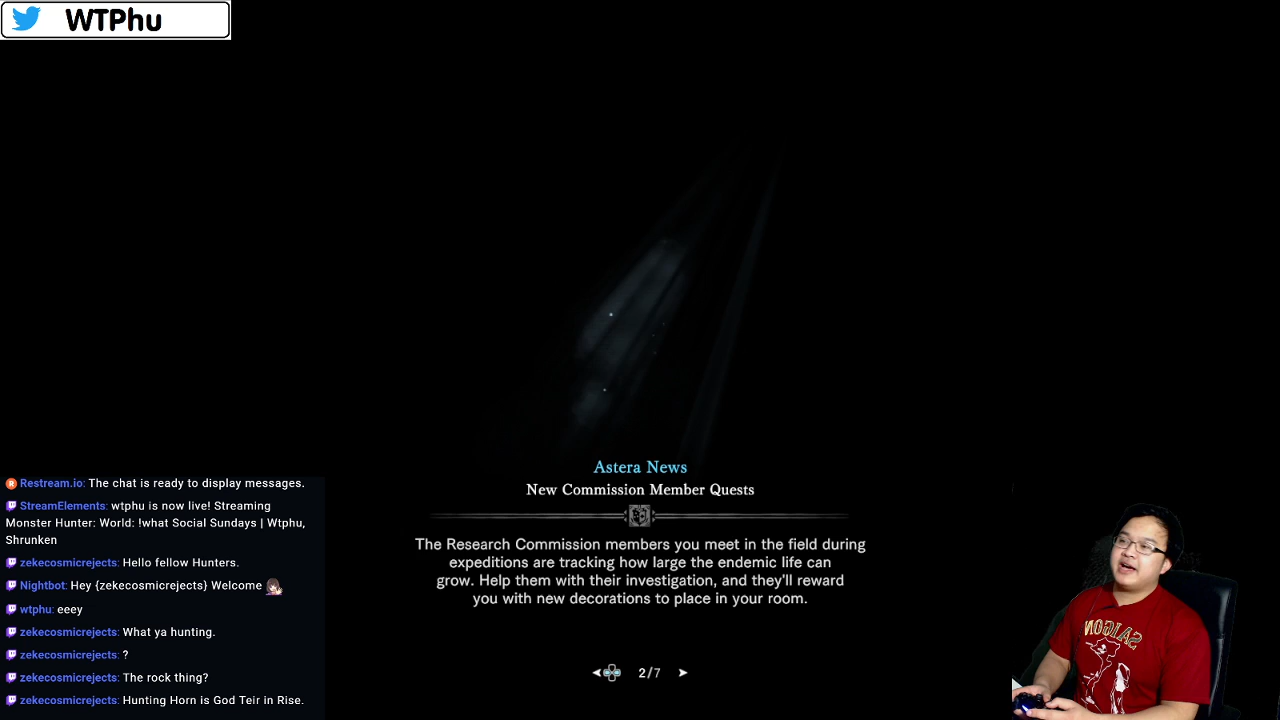 WTPhu
Astera News
New Commission Member Quests
The Research Commission members you meet in the field during
expeditions are tracking how large the endemic life can
grow. Help them with their investigation, and they'll reward
you with new decorations to place in your room.
2/7
Restream.io: The chat is ready to display messages.
StreamElements: wtphu is now live! Streaming
Monster Hunter: World: !what Social Sundays | Wtphu,
Shrunken
zekecosmicrejects: Hello fellow Hunters.
Nightbot: Hey {zekecosmicrejects} Welcome
wtphu: eeey
zekecosmicrejects: What ya hunting.
zekecosmicrejects: ?
zekecosmicrejects: The rock thing?
zekecosmicrejects: Hunting Horn is God Teir in Rise.
SAIGON